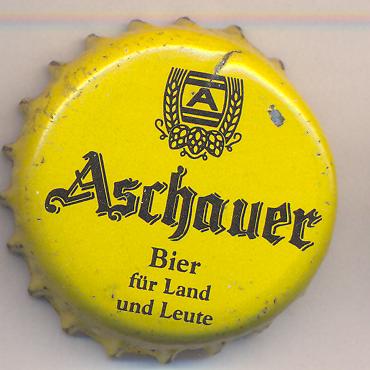 A
Aschauer
Bier
für Land
und Leute